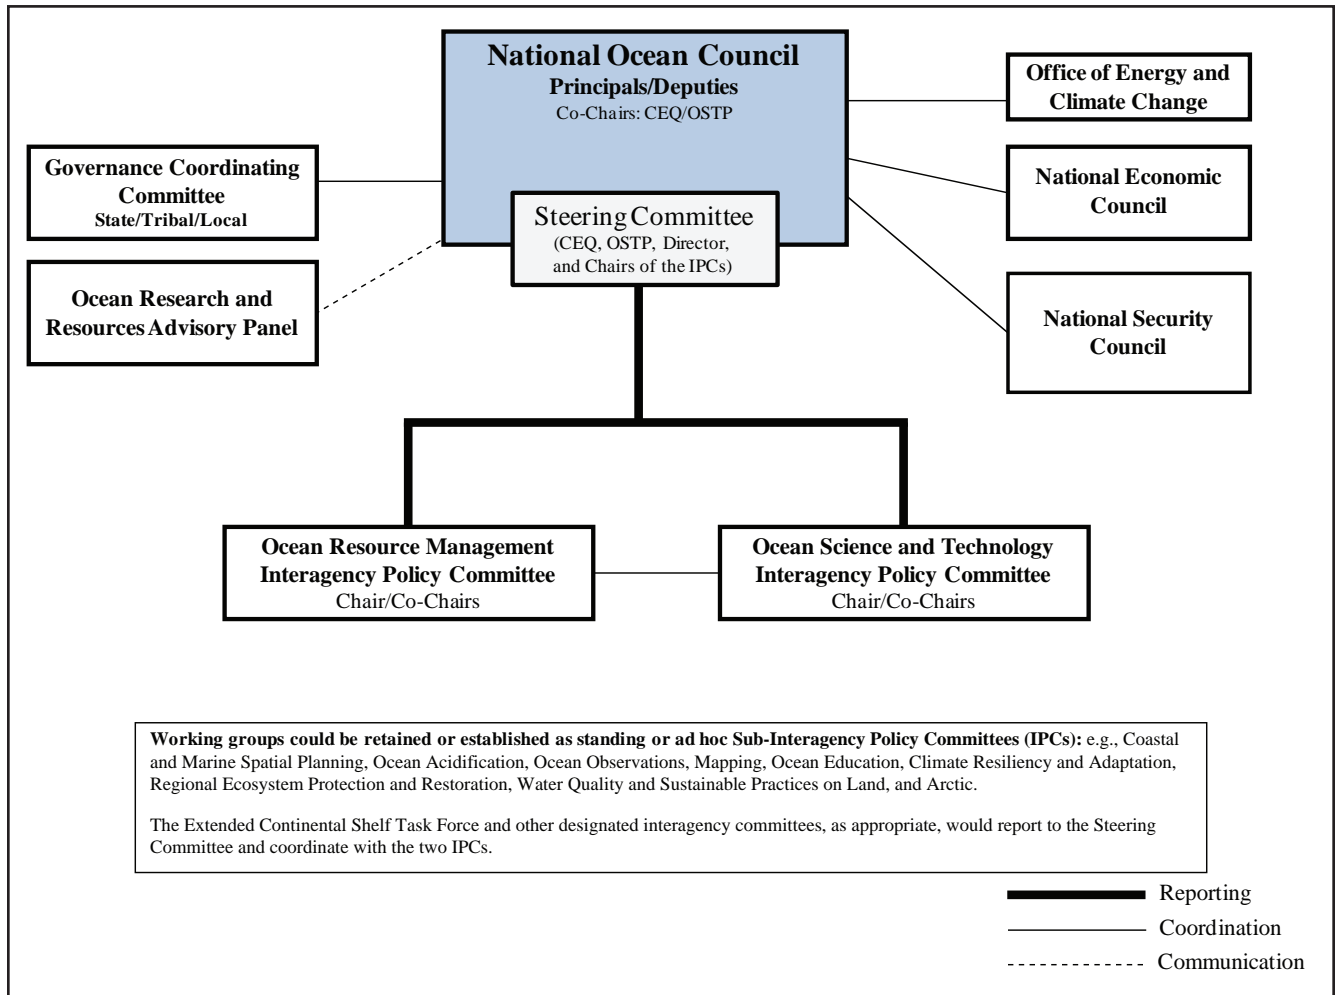 National Ocean Council
Principals/Deputies
Co-Chairs: CEQ/OSTP
Office of Energy and
Climate Change
Governance Coordinating
Committee
State/Tribal/Local
National Economic
Council
Steering Committee
(CEQ, OSTP, Director,
and Chairs of the IPCs)
Ocean Research and
Resources Advisory Panel
National Security
Council
Ocean Resource Management
Interagency Policy Committee
Chair/Co-Chairs
Ocean Science and Technology
Interagency Policy Committee
Chair/Co-Chairs
Working groups could be retained or established as standing or ad hoc Sub-Interagency Policy Committees (IPCs): e.g., Coastal
and Marine Spatial Planning, Ocean Acidification, Ocean Observations, Mapping, Ocean Education, Climate Resiliency and Adaptation,
Regional Ecosystem Protection and Restoration, Water Quality and Sustainable Practices on Land, and Arctic.
The Extended Continental Shelf Task Force and other designated interagency committees, as appropriate, would report to the Steering
Committee and coordinate with the two IPCs.
Reporting
Coordination
Communication